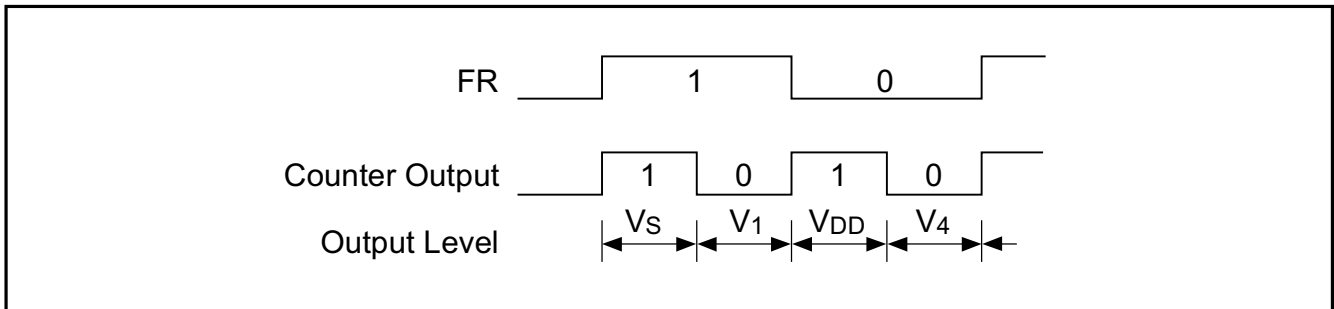 FR 1 0
Counter Output 1 0 1 0
Output Level VS V1 VDD V4